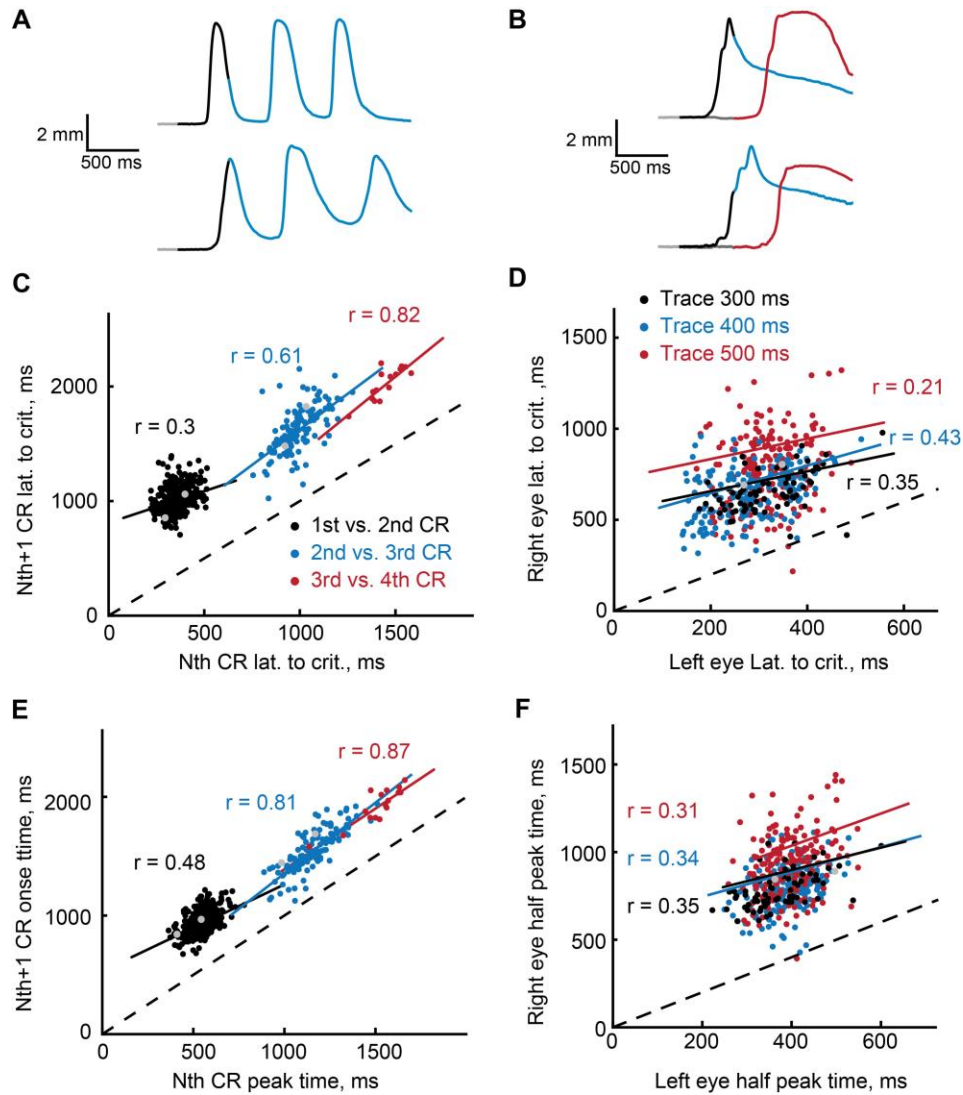 A
2 mm
500 ms
B
2 mm
500 ms
C
Nth+1 CR lat. to crit., ms
2000
1000
0
r = 0.3
r = 0.61
r = 0.82
1st vs. 2nd CR
2nd vs. 3rd CR
3rd vs. 4th CR
0
500
1000
1500
Nth CR lat. to crit., ms
D
Right eye lat. to crit. ,ms
1500
1000
500
0
Trace 300 ms
Trace 400 ms
Trace 500 ms
r = 0.21
r = 0.43
r = 0.35
0
200
400
600
Left eye Lat. to crit., ms
E
Nth+1 CR onse ttime, ms
2000
1000
0
r = 0.48
r = 0.81
r = 0.87
0
500
1000
1500
Nth CR peak time, ms
F
Right eye half peak time, ms
1500
1000
500
0
r = 0.31
r = 0.34
r = 0.35
0
200
400
600
Left eye half peak time, ms